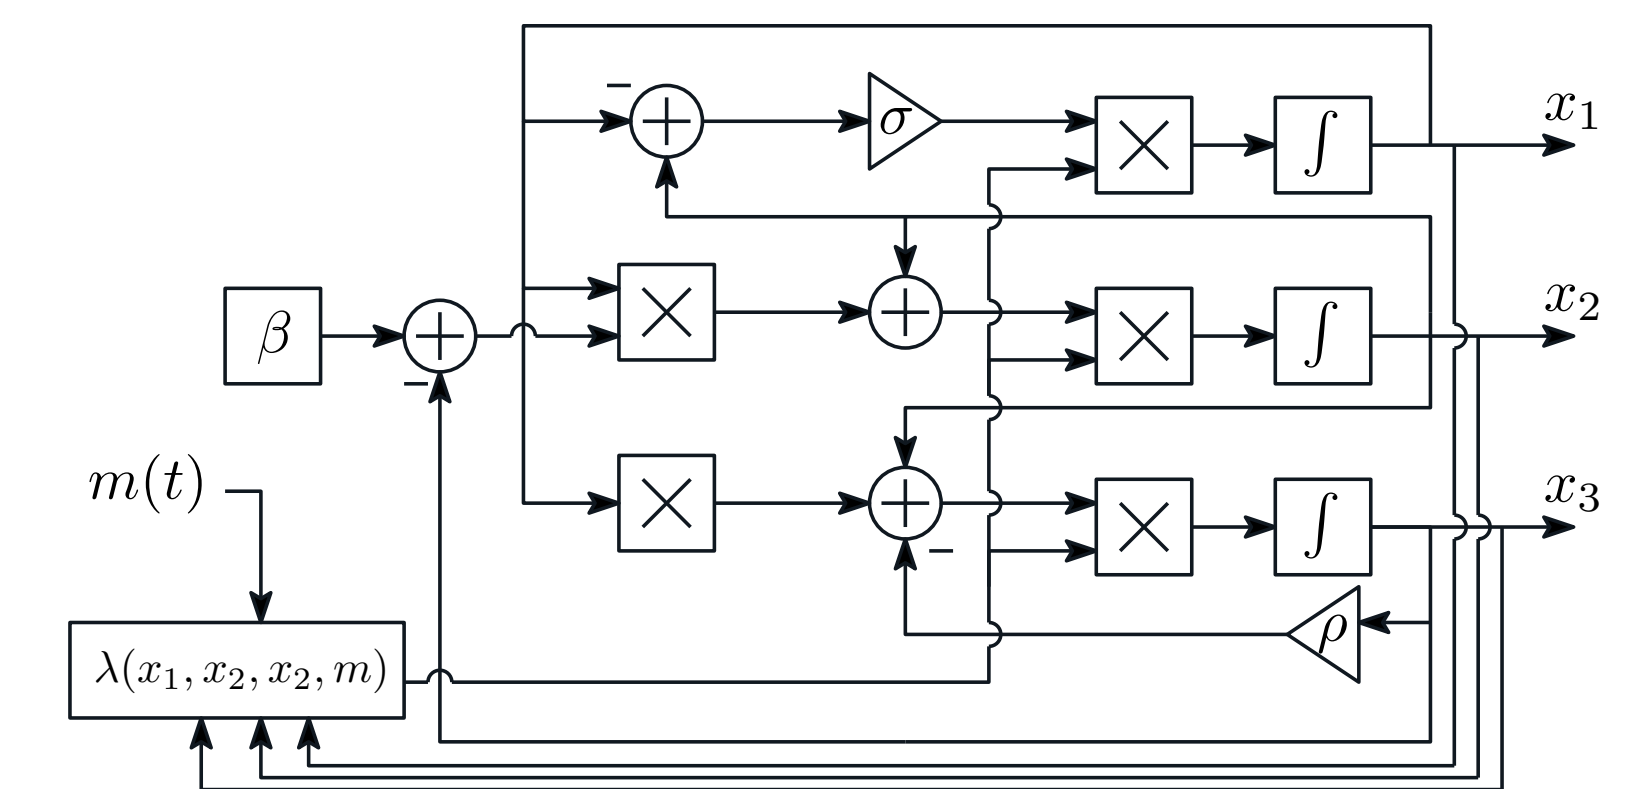 x₁
σ
∫
x₂
β
∫
x₃
m(t)
∫
ρ
λ(x₁, x₂, x₂, m)